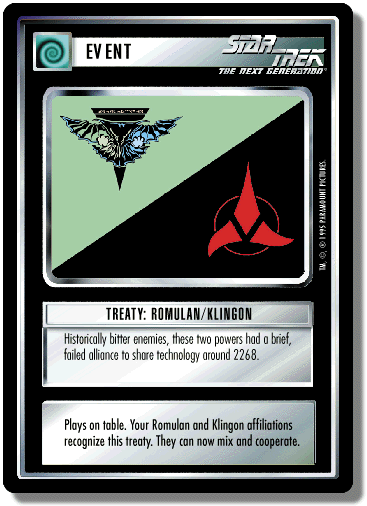 EVENT
STAR TREK
THE NEXT GENERATION®
TM, ©, ® 1995 PARAMOUNT PICTURES.
TREATY: ROMULAN/KLINGON
Historically bitter enemies, these two powers had a brief,
failed alliance to share technology around 2268.
Plays on table. Your Romulan and Klingon affiliations
recognize this treaty. They can now mix and cooperate.